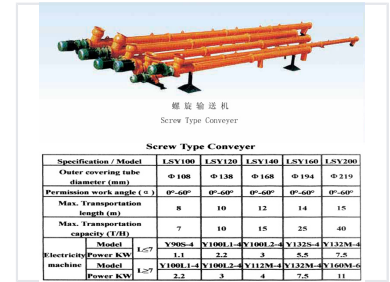 螺旋输送机
Screw Type Conveyer
Screw Type Conveyer
Specification / Model LSY100 LSY120 LSY140 LSY160 LSY200
Outer covering tube diameter (mm) Φ108 Φ138 Φ168 Φ194 Φ219
Permission work angle (α) 0°-60° 0°-60° 0°-60° 0°-60° 0°-60°
Max. Transportation length (m) 8 10 12 14 15
Max. Transportation capacity (T/H) 7 10 15 25 40
Electricity machine L≤7 Model Y90S-4 Y100L1-4 Y100L2-4 Y132S-4 Y132M-4
Power KW 1.1 2.2 3 5.5 7.5
L≥7 Model Y100L1-4 Y100L2-4 Y112M-4 Y132M-4 Y160M-6
Power KW 2.2 3 4 7.5 11